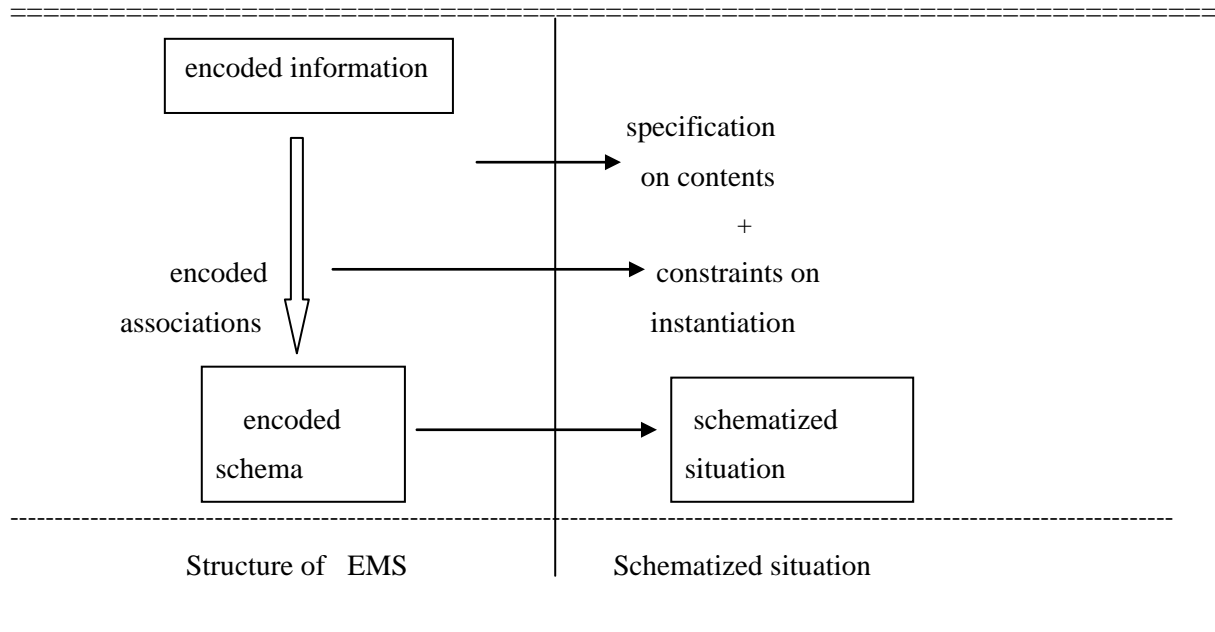 encoded information
specification
on contents
+
encoded
associations
constraints on
instantiation
encoded
schema
schematized
situation
Structure of EMS
Schematized situation